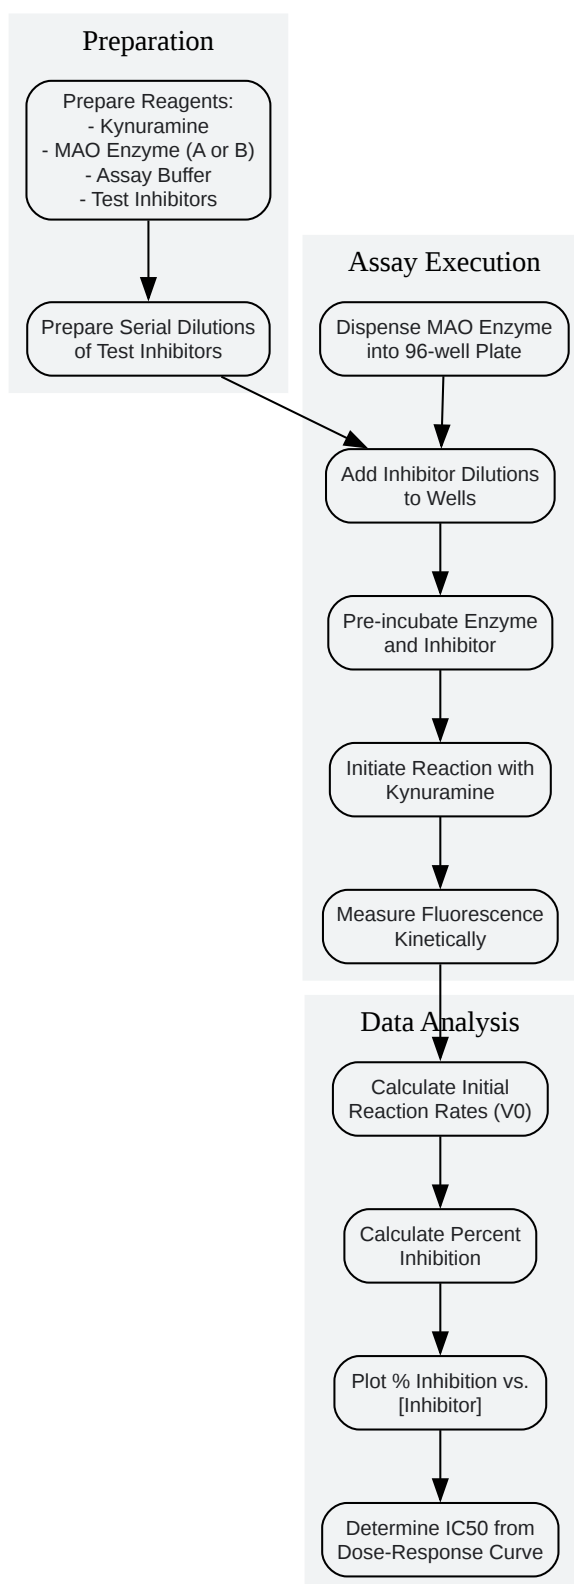 Preparation
Prepare Reagents:
- Kynuramine
- MAO Enzyme (A or B)
- Assay Buffer
- Test Inhibitors
Prepare Serial Dilutions
of Test Inhibitors
Assay Execution
Dispense MAO Enzyme
into 96-well Plate
Add Inhibitor Dilutions
to Wells
Pre-incubate Enzyme
and Inhibitor
Initiate Reaction with
Kynuramine
Measure Fluorescence
Kinetically
Data Analysis
Calculate Initial
Reaction Rates (V0)
Calculate Percent
Inhibition
Plot % Inhibition vs.
[Inhibitor]
Determine IC50 from
Dose-Response Curve